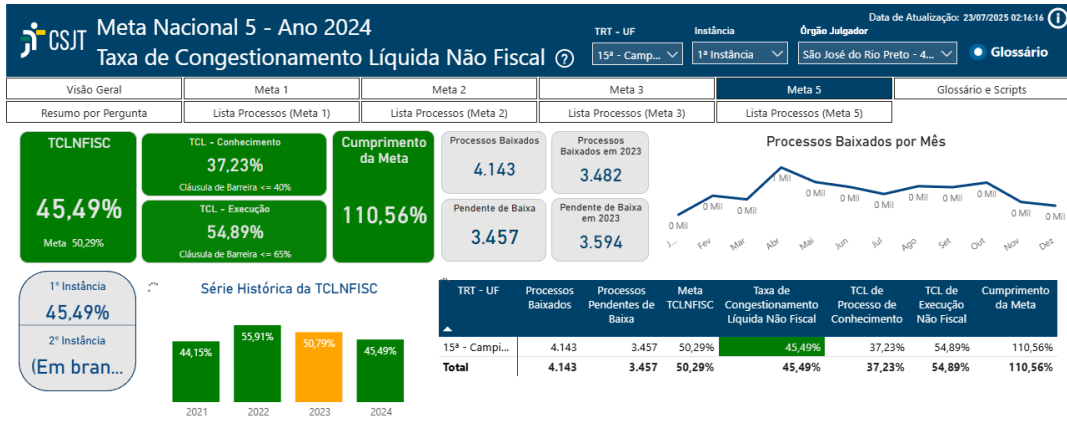 CSJT
Meta Nacional 5 - Ano 2024
Taxa de Congestionamento Líquida Não Fiscal ?
Data de Atualização: 23/07/2025 02:16:16
TRT - UF
15ª - Camp...
Instância
1ª Instância
Órgão Julgador
São José do Rio Preto - 4...
Glossário
Visão Geral
Meta 1
Meta 2
Meta 3
Meta 5
Glossário e Scripts
Resumo por Pergunta
Lista Processos (Meta 1)
Lista Processos (Meta 2)
Lista Processos (Meta 3)
Lista Processos (Meta 5)
TCLNFISC
45,49%
Meta 50,29%
TCL - Conhecimento
37,23%
Cláusula de Barreira <= 40%
TCL - Execução
54,89%
Cláusula de Barreira <= 65%
Cumprimento
da Meta
110,56%
Processos Baixados
4.143
Processos
Baixados em 2023
3.482
Pendente de Baixa
3.457
Pendente de Baixa
em 2023
3.594
Processos Baixados por Mês
0 Mil
0 Mil
0 Mil
1 Mil
0 Mil
0 Mil
0 Mil
0 Mil
0 Mil
0 Mil
0 Mil
0 Mil
J...
Fev
Mar
Abr
Mai
Jun
Jul
Ago
Set
Out
Nov
Dez
1º Instância
45,49%
2º Instância
(Em bran...
Série Histórica da TCLNFISC
44,15%
55,91%
50,79%
45,49%
2021
2022
2023
2024
TRT - UF
Processos
Baixados
Processos
Pendentes de
Baixa
Meta
TCLNFISC
Taxa de
Congestionamento
Líquida Não Fiscal
TCL de
Processo de
Conhecimento
TCL de
Execução
Não Fiscal
Cumprimento
da Meta
15ª - Campi... 4.143 3.457 50,29% 45,49% 37,23% 54,89% 110,56%
Total 4.143 3.457 50,29% 45,49% 37,23% 54,89% 110,56%